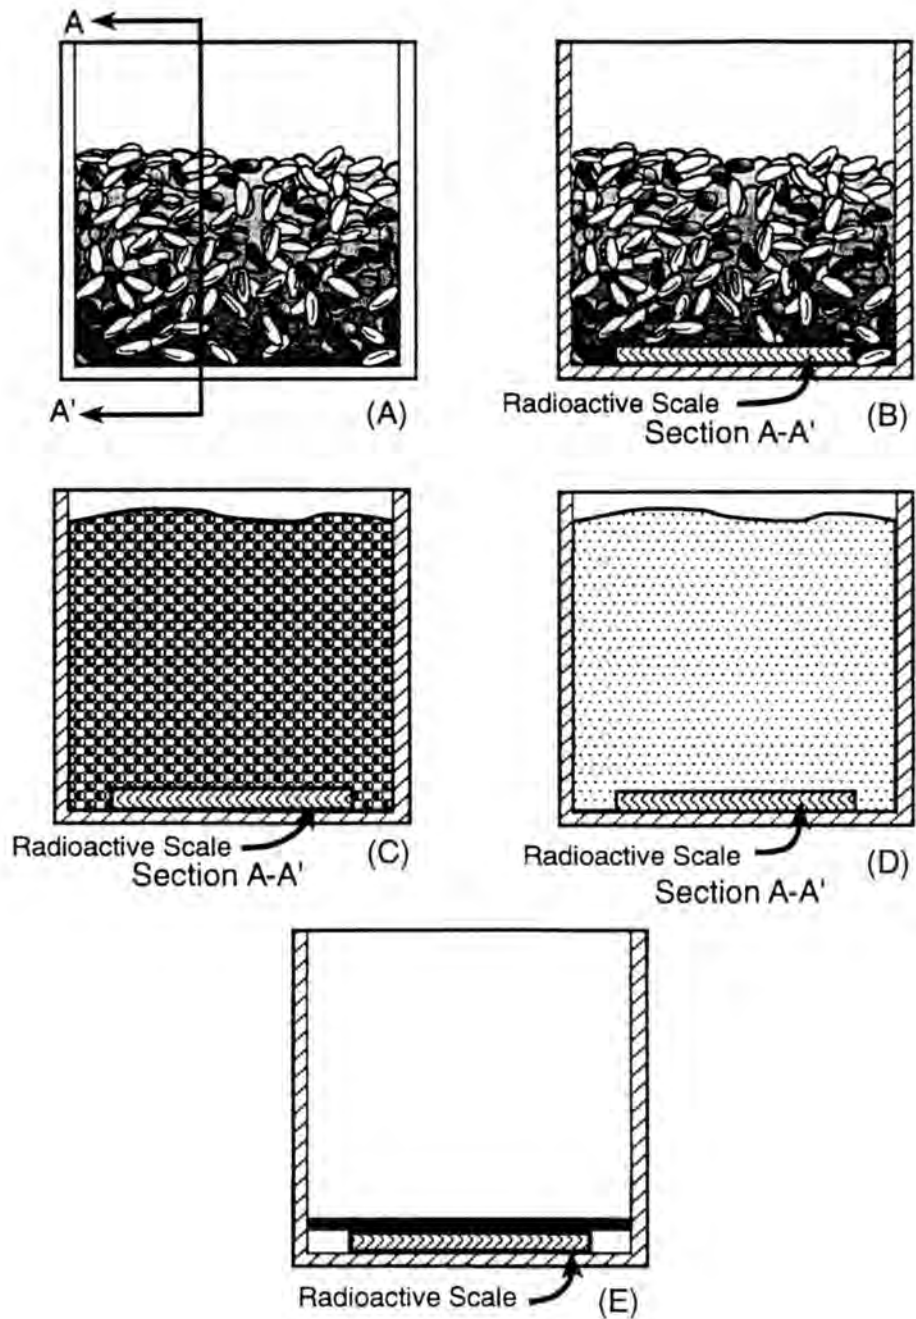 A
A'
(A)
Radioactive Scale
Section A-A'
(B)
Radioactive Scale
Section A-A'
(C)
Radioactive Scale
Section A-A'
(D)
Radioactive Scale
(E)